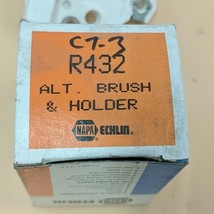 C7-3
R432
ALT. BRUSH
& HOLDER
NAPA ECHLIN